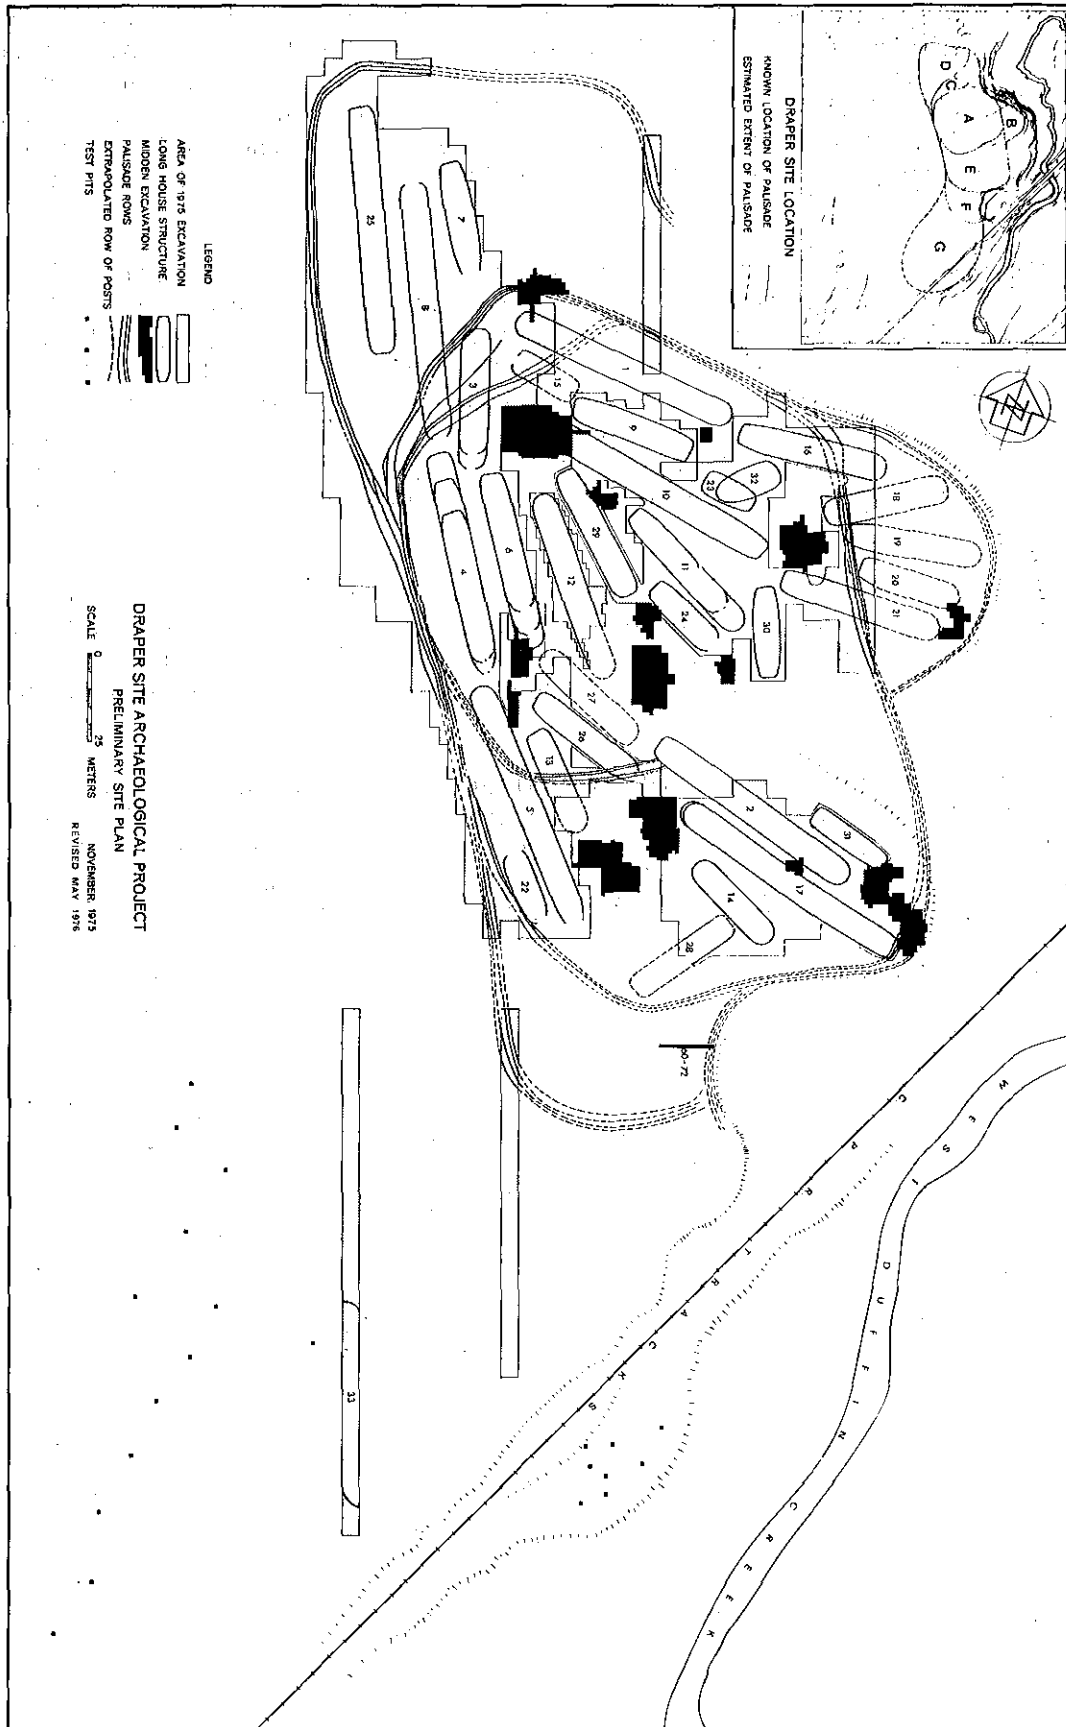 DRAPER SITE LOCATION
KNOWN LOCATION OF PALISADE
ESTIMATED EXTENT OF PALISADE
A
B
C
D
E
F
G
LEGEND
AREA OF 1975 EXCAVATION
LONG HOUSE STRUCTURE
MIDDEN EXCAVATION
PALISADE ROWS
EXTRAPOLATED ROW OF POSTS
TEST PITS
N
1
2
3
4
5
6
7
8
9
10
11
12
13
14
15
16
17
18
19
20
21
22
23
24
25
26
27
28
29
30
31
32
33
C.P.R. TRACKS
WEST DUFFIN CREEK
DRAPER SITE ARCHAEOLOGICAL PROJECT
PRELIMINARY SITE PLAN
SCALE 0 25 METERS NOVEMBER, 1975
REVISED MAY 1976